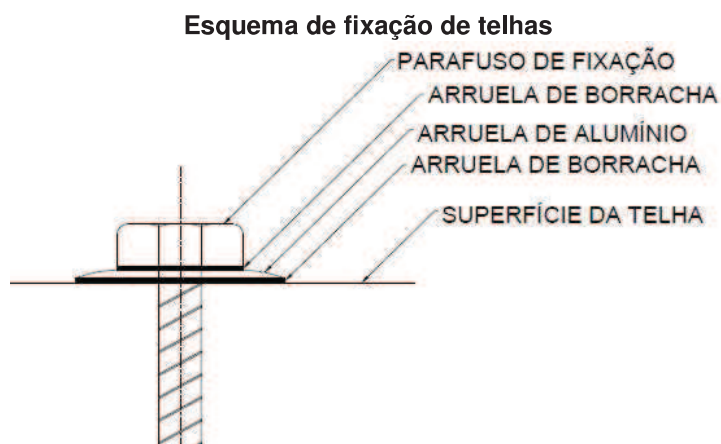 Esquema de fixação de telhas
PARAFUSO DE FIXAÇÃO
ARRUELA DE BORRACHA
ARRUELA DE ALUMÍNIO
ARRUELA DE BORRACHA
SUPERFÍCIE DA TELHA